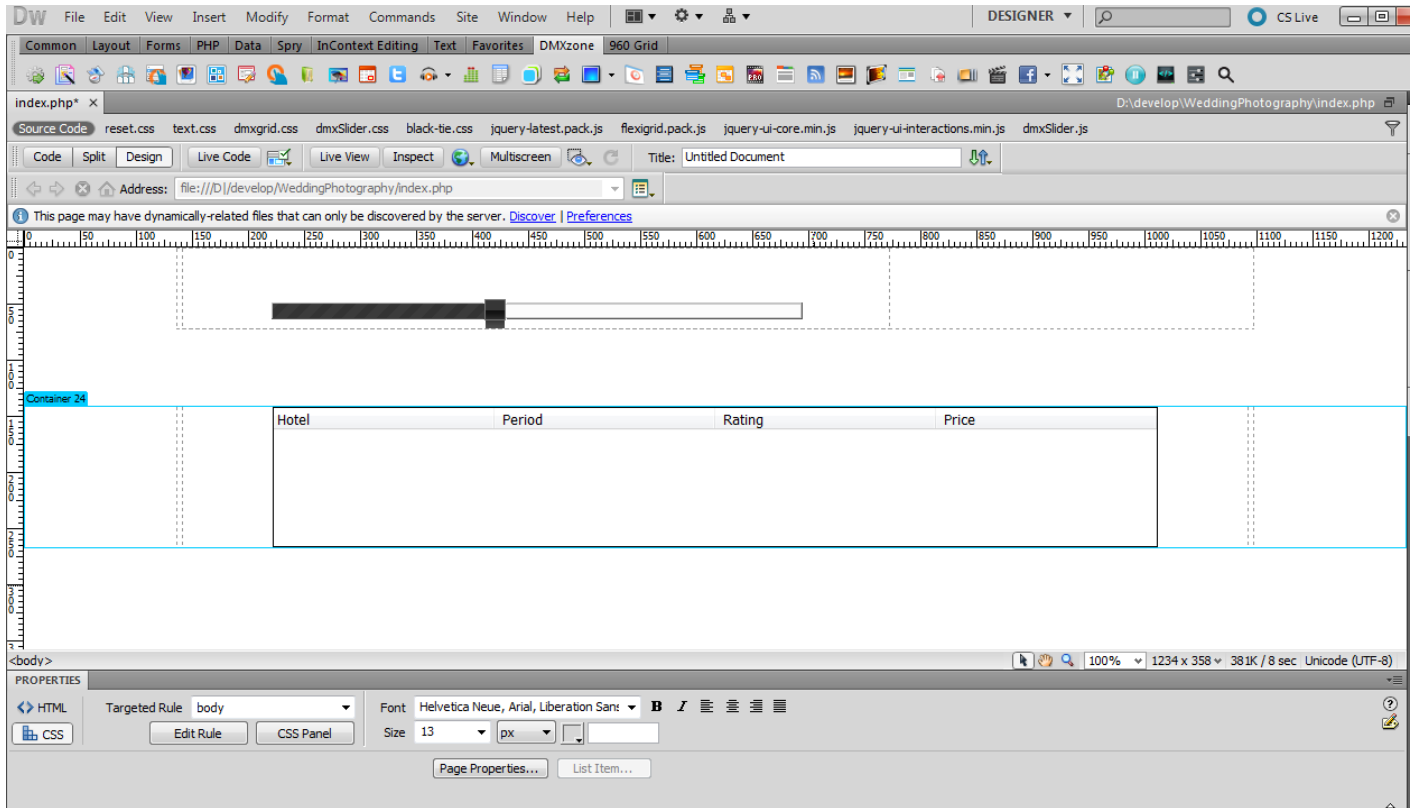 DW File Edit View Insert Modify Format Commands Site Window Help DESIGNER CS Live
Common Layout Forms PHP Data Spry InContext Editing Text Favorites DMXzone 960 Grid
index.php* × D:\develop\WeddingPhotography\index.php
Source Code reset.css text.css dmxgrid.css dmxSlider.css black-tie.css jquery-latest.pack.js flexigrid.pack.js jquery-ui-core.min.js jquery-ui-interactions.min.js dmxSlider.js
Code Split Design Live Code Live View Inspect Multiscreen Title: Untitled Document
Address: file:///D|/develop/WeddingPhotography/index.php
This page may have dynamically-related files that can only be discovered by the server. Discover | Preferences
0 50 100 150 200 250 300 350 400 450 500 550 600 650 700 750 800 850 900 950 1000 1050 1100 1150 1200
0
50
100
Container 24
Hotel Period Rating Price
150
200
250
300
<body> 100% 1234 x 358 381K / 8 sec Unicode (UTF-8)
PROPERTIES
<> HTML Targeted Rule body Font Helvetica Neue, Arial, Liberation Sans B I
CSS Edit Rule CSS Panel Size 13 px
Page Properties... List Item...